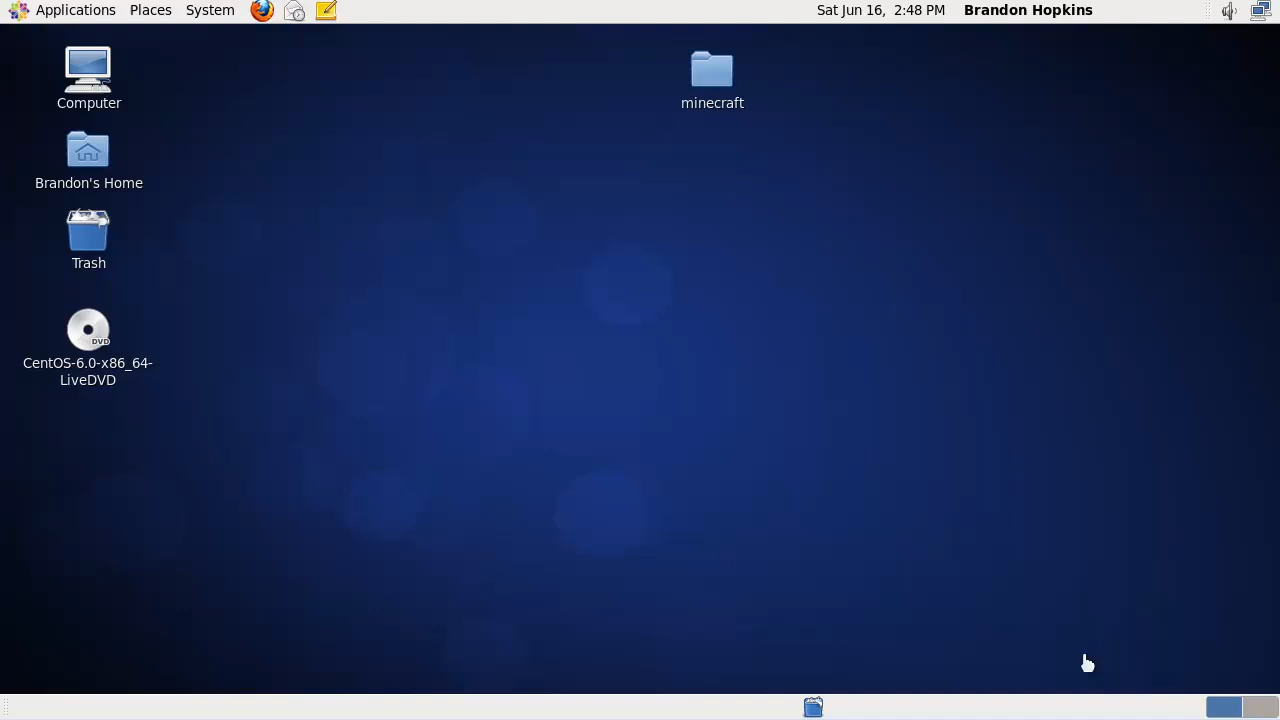 Applications Places System Sat Jun 16, 2:48 PM Brandon Hopkins
Computer
minecraft
Brandon's Home
Trash
DVD
CentOS-6.0-x86_64-
LiveDVD